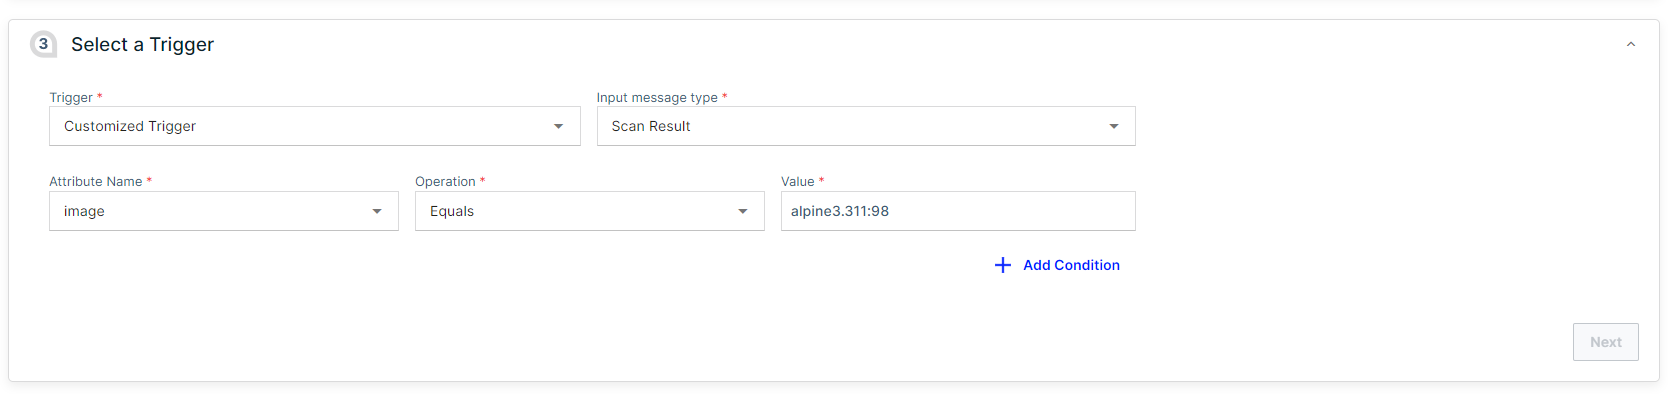 3 Select a Trigger
Trigger * Input message type *
Customized Trigger Scan Result
Attribute Name * Operation * Value *
image Equals alpine3.311:98
+ Add Condition
Next